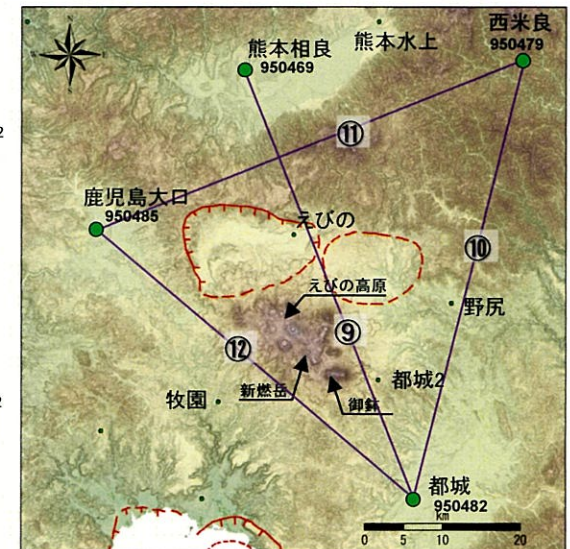 西米良
950479
熊本水上
熊本相良
950469
⑪
鹿児島大口
950485
えびの
⑩
えびの高原
野尻
⑨
⑫
都城2
新燃岳
牧園
御鉢
都城
950482
km
0 5 10 20
2
2